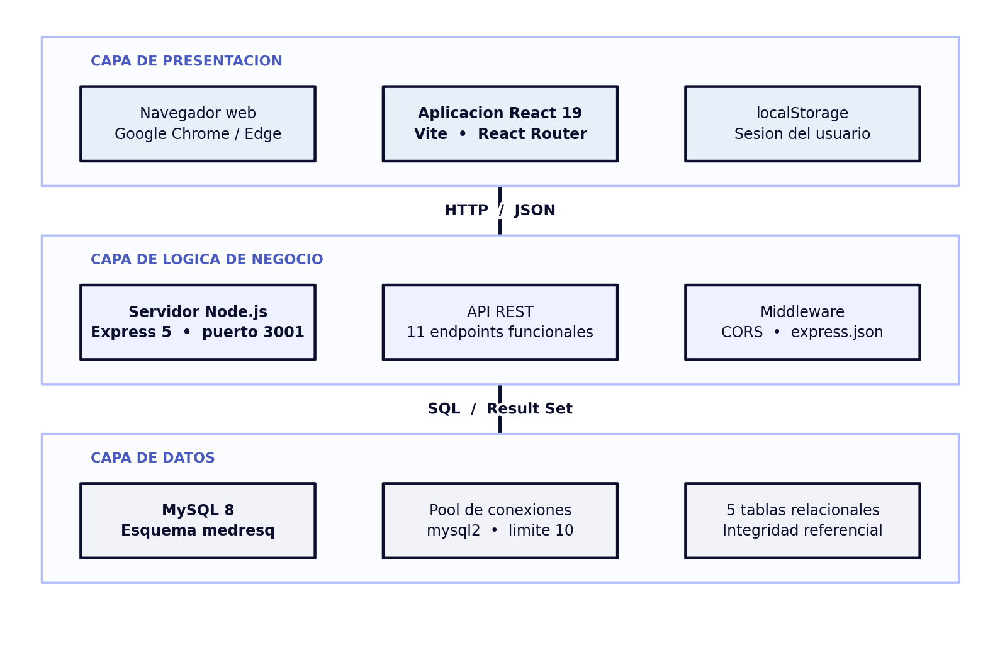 CAPA DE PRESENTACION
Navegador web
Google Chrome / Edge
Aplicacion React 19
Vite • React Router
localStorage
Sesion del usuario
HTTP / JSON
CAPA DE LOGICA DE NEGOCIO
Servidor Node.js
Express 5 • puerto 3001
API REST
11 endpoints funcionales
Middleware
CORS • express.json
SQL / Result Set
CAPA DE DATOS
MySQL 8
Esquema medresq
Pool de conexiones
mysql2 • limite 10
5 tablas relacionales
Integridad referencial